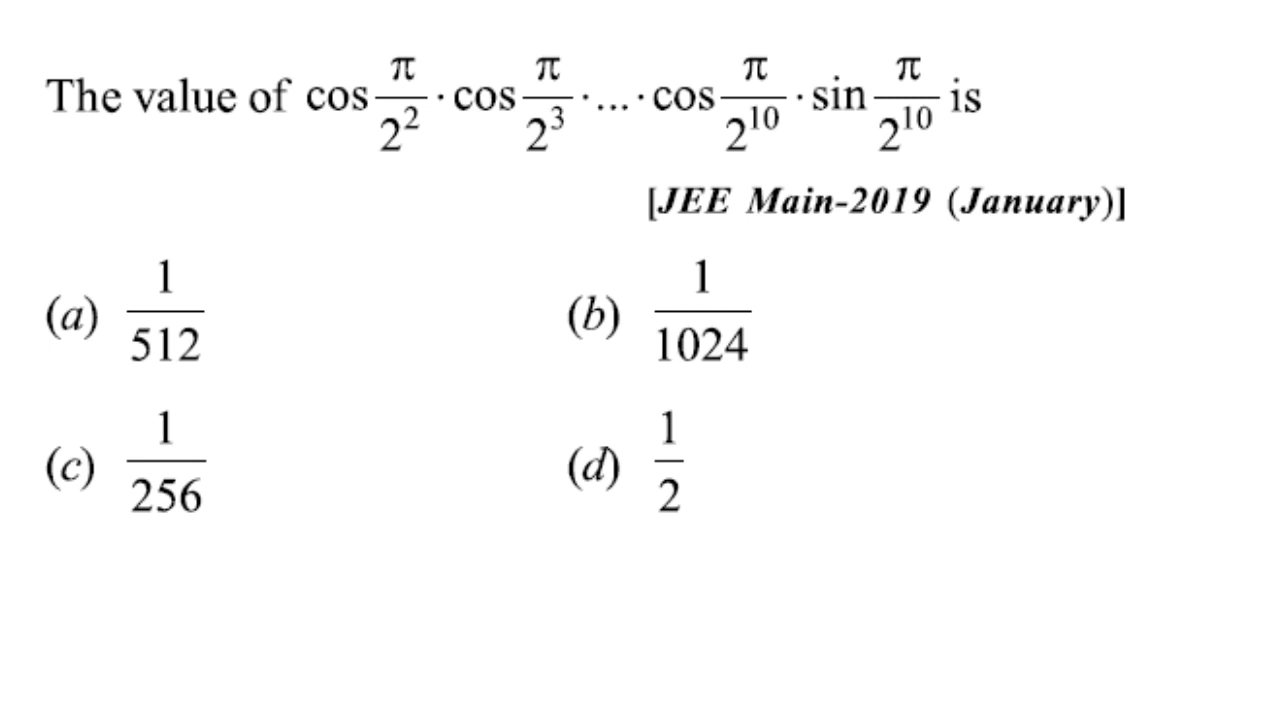 The value of cos π/2² · cos π/2³ · ... · cos π/2¹⁰ · sin π/2¹⁰ is
[JEE Main-2019 (January)]
(a) 1/512 (b) 1/1024
(c) 1/256 (d) 1/2